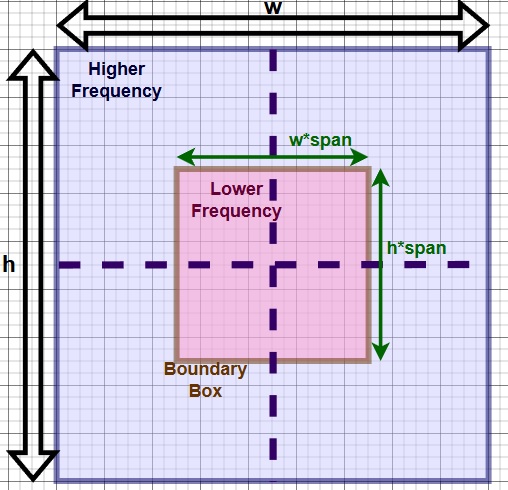 w
Higher
Frequency
w*span
Lower
Frequency
h*span
h
Boundary
Box